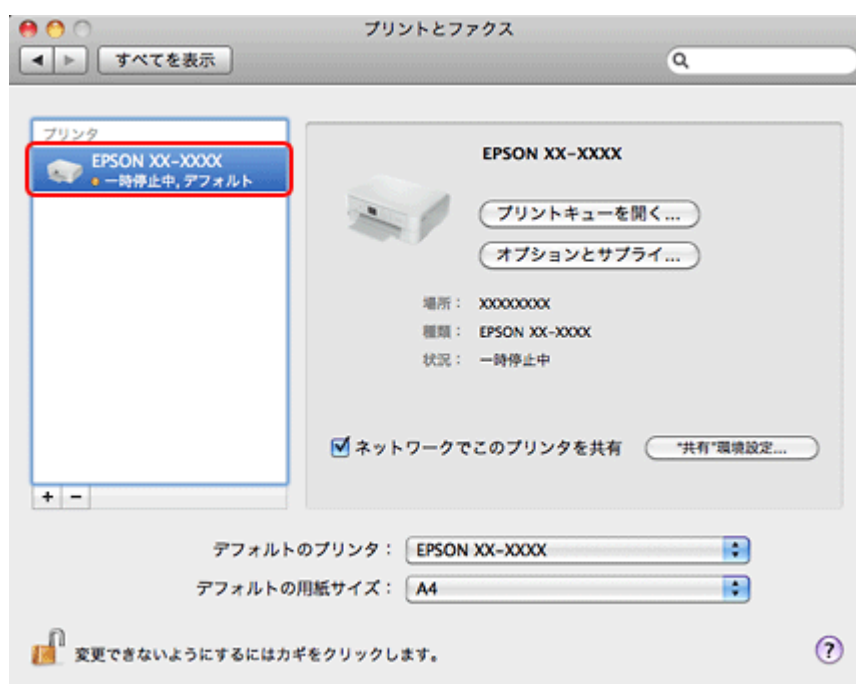 プリントとファクス
すべてを表示
プリンタ
EPSON XX-XXXX
一時停止中, デフォルト
EPSON XX-XXXX
プリントキューを開く...
オプションとサプライ...
場所： XXXXXXXX
種類： EPSON XX-XXXX
状況： 一時停止中
ネットワークでこのプリンタを共有 "共有"環境設定...
+ −
デフォルトのプリンタ： EPSON XX-XXXX
デフォルトの用紙サイズ： A4
変更できないようにするにはカギをクリックします。 ?